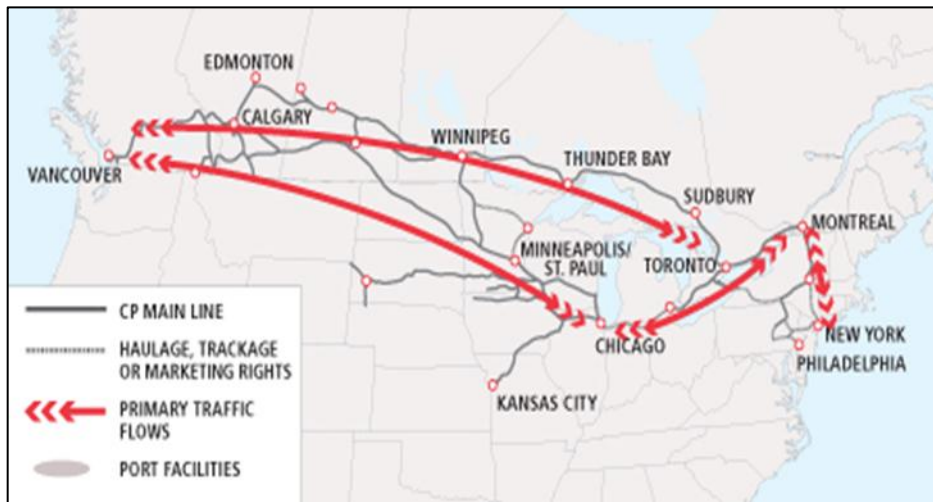 EDMONTON
CALGARY
WINNIPEG
VANCOUVER
THUNDER BAY
SUDBURY
MONTREAL
MINNEAPOLIS/
ST. PAUL
TORONTO
CHICAGO
NEW YORK
PHILADELPHIA
KANSAS CITY
CP MAIN LINE
HAULAGE, TRACKAGE
OR MARKETING RIGHTS
PRIMARY TRAFFIC
FLOWS
PORT FACILITIES